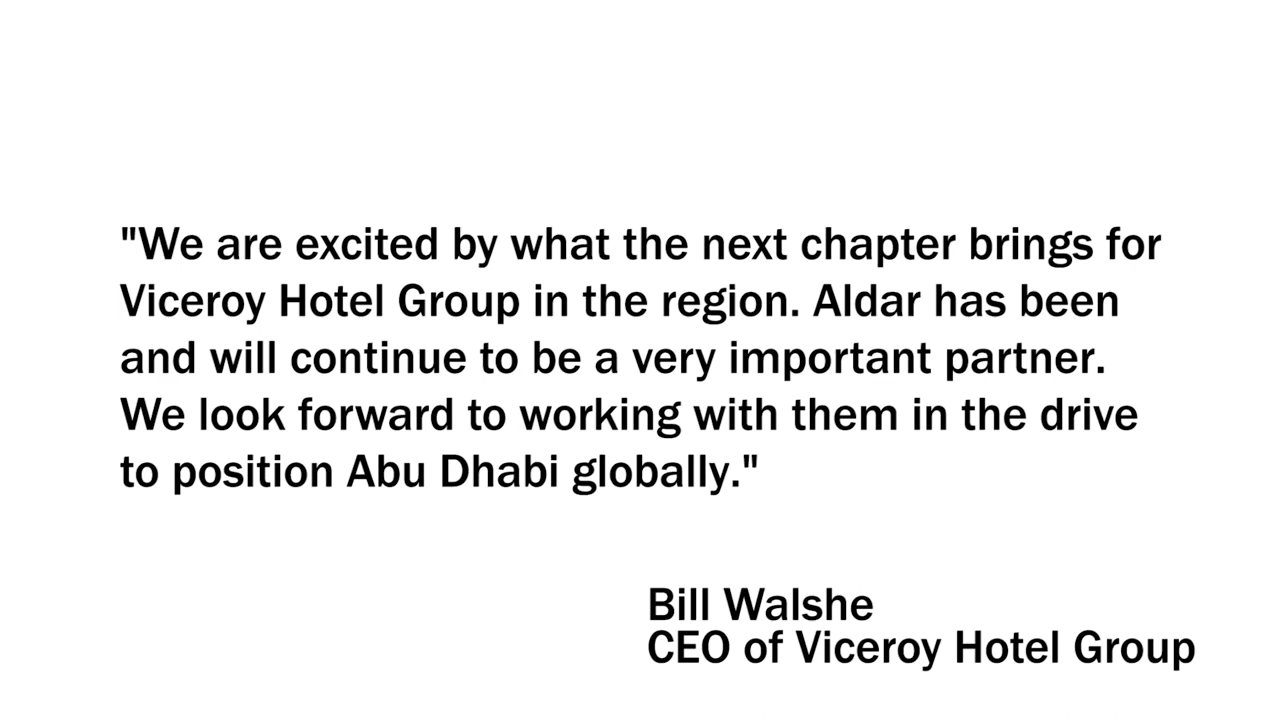 "We are excited by what the next chapter brings for
Viceroy Hotel Group in the region. Aldar has been
and will continue to be a very important partner.
We look forward to working with them in the drive
to position Abu Dhabi globally."
Bill Walshe
CEO of Viceroy Hotel Group